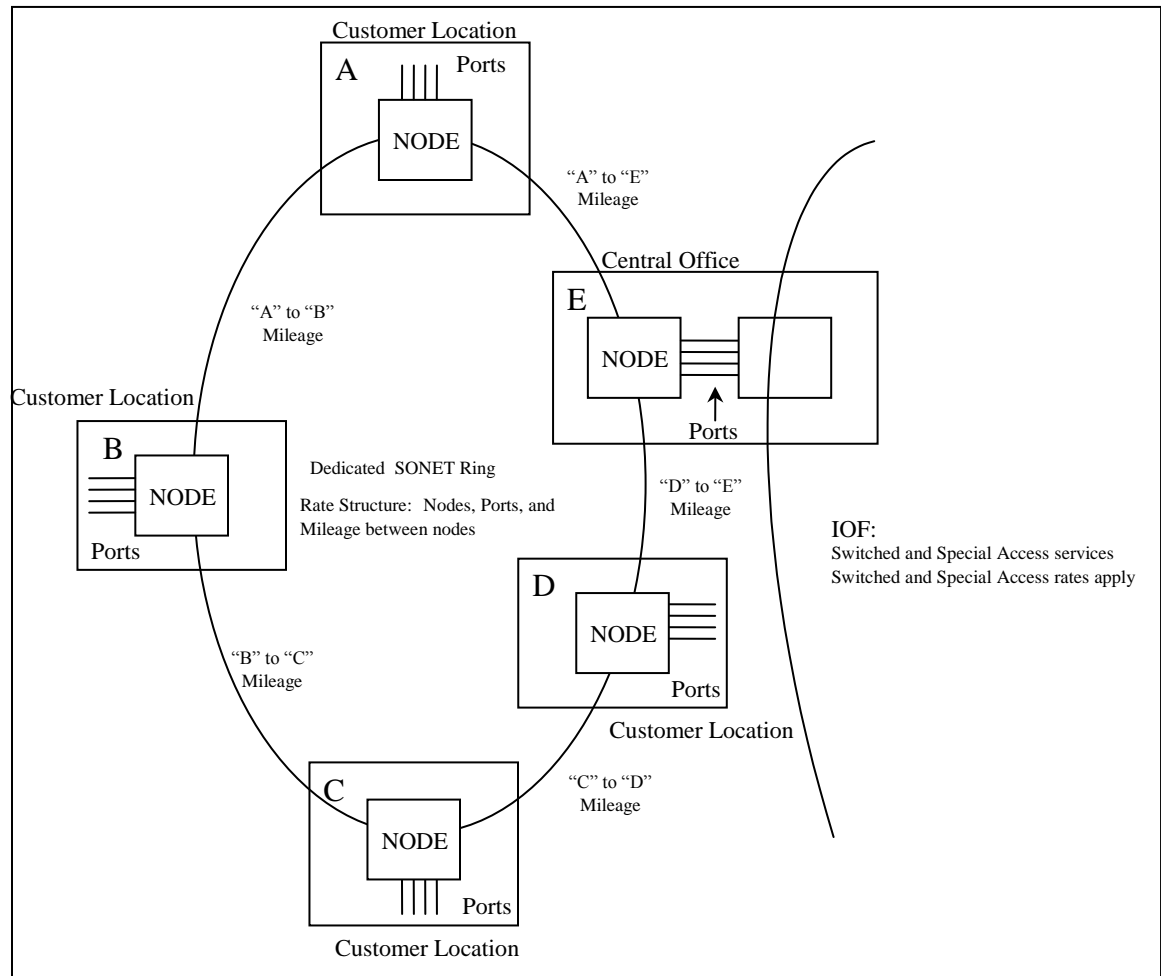 Customer Location
A
Ports
NODE
“A” to “E”
Mileage
Central Office
E
NODE
Ports
“A” to “B”
Mileage
Customer Location
B
NODE
Ports
Dedicated SONET Ring
Rate Structure: Nodes, Ports, and
Mileage between nodes
“D” to “E”
Mileage
IOF:
Switched and Special Access services
Switched and Special Access rates apply
D
NODE
Ports
Customer Location
“B” to “C”
Mileage
“C” to “D”
Mileage
C
NODE
Ports
Customer Location